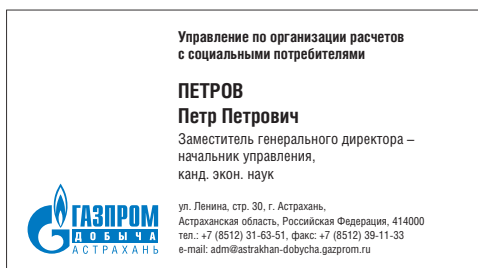 Управление по организации расчетов
с социальными потребителями
ПЕТРОВ
Петр Петрович
Заместитель генерального директора –
начальник управления,
канд. экон. наук
ГАЗПРОМ
ДОБЫЧА
АСТРАХАНЬ
ул. Ленина, стр. 30, г. Астрахань,
Астраханская область, Российская Федерация, 414000
тел.: +7 (8512) 31-63-51, факс: +7 (8512) 39-11-33
e-mail: adm@astrakhan-dobycha.gazprom.ru